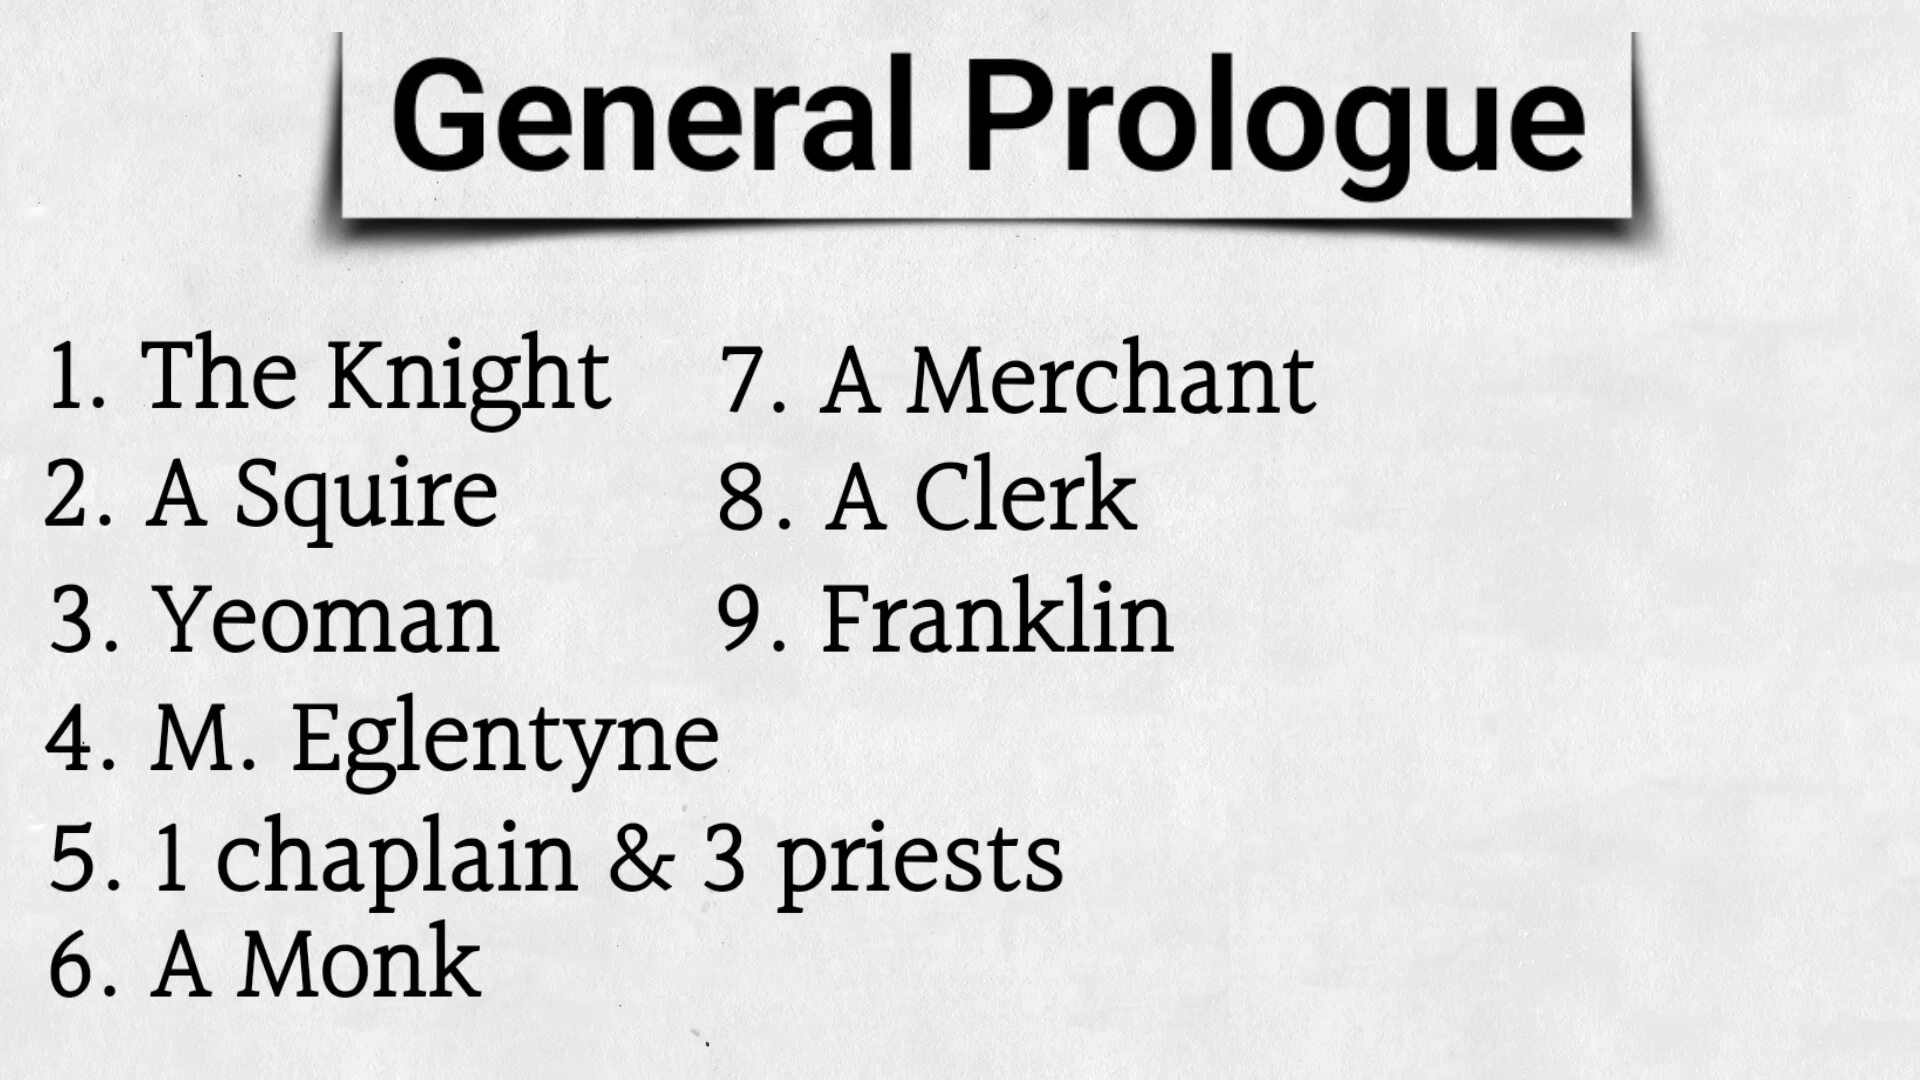 General Prologue
1. The Knight
2. A Squire
3. Yeoman
4. M. Eglentyne
5. 1 chaplain & 3 priests
6. A Monk
7. A Merchant
8. A Clerk
9. Franklin